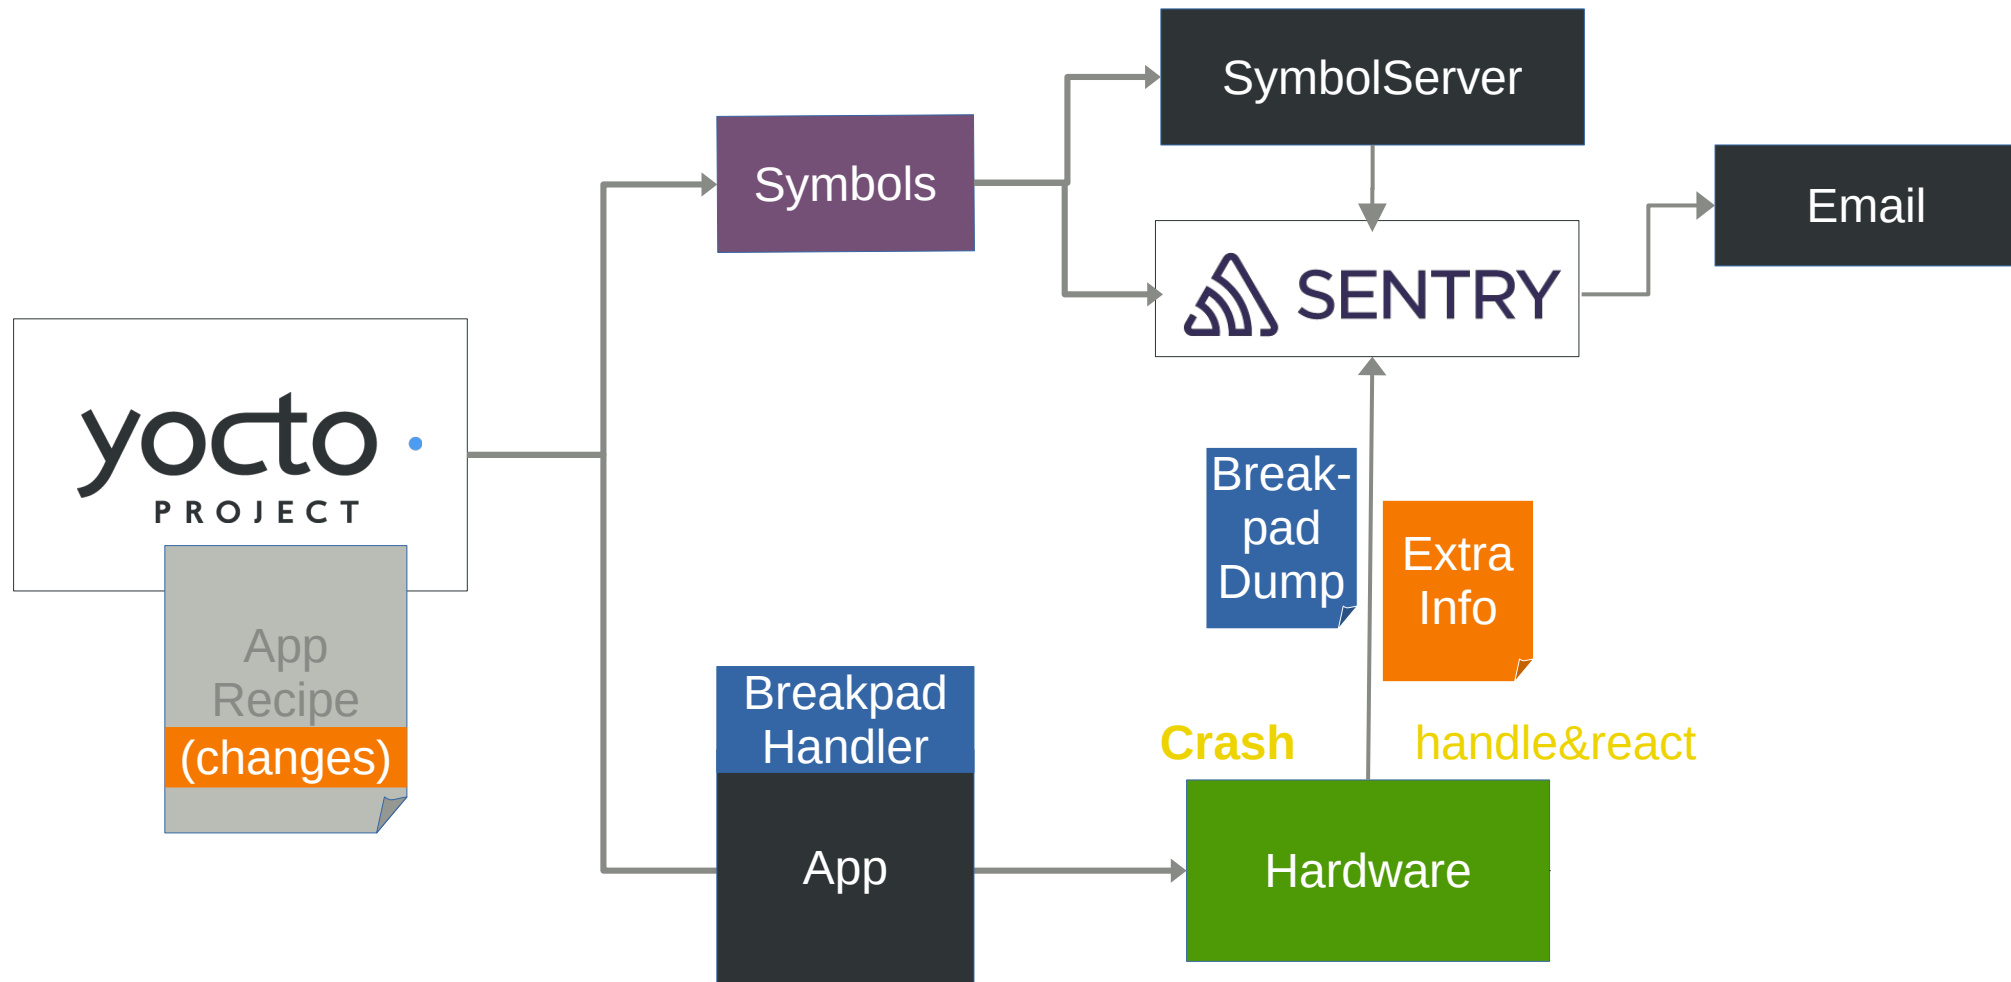 SymbolServer
Symbols
Email
SENTRY
yocto
PROJECT
Break-
pad
Dump
Extra
Info
App
Recipe
(changes)
Breakpad
Handler
Crash
handle&react
App
Hardware